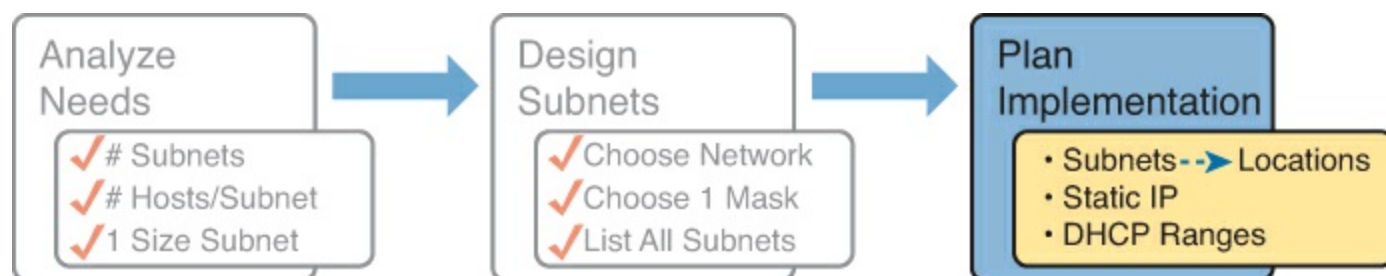 Analyze
Needs
✓# Subnets
✓# Hosts/Subnet
✓1 Size Subnet
Design
Subnets
✓Choose Network
✓Choose 1 Mask
✓List All Subnets
Plan
Implementation
• Subnets --➤ Locations
• Static IP
• DHCP Ranges